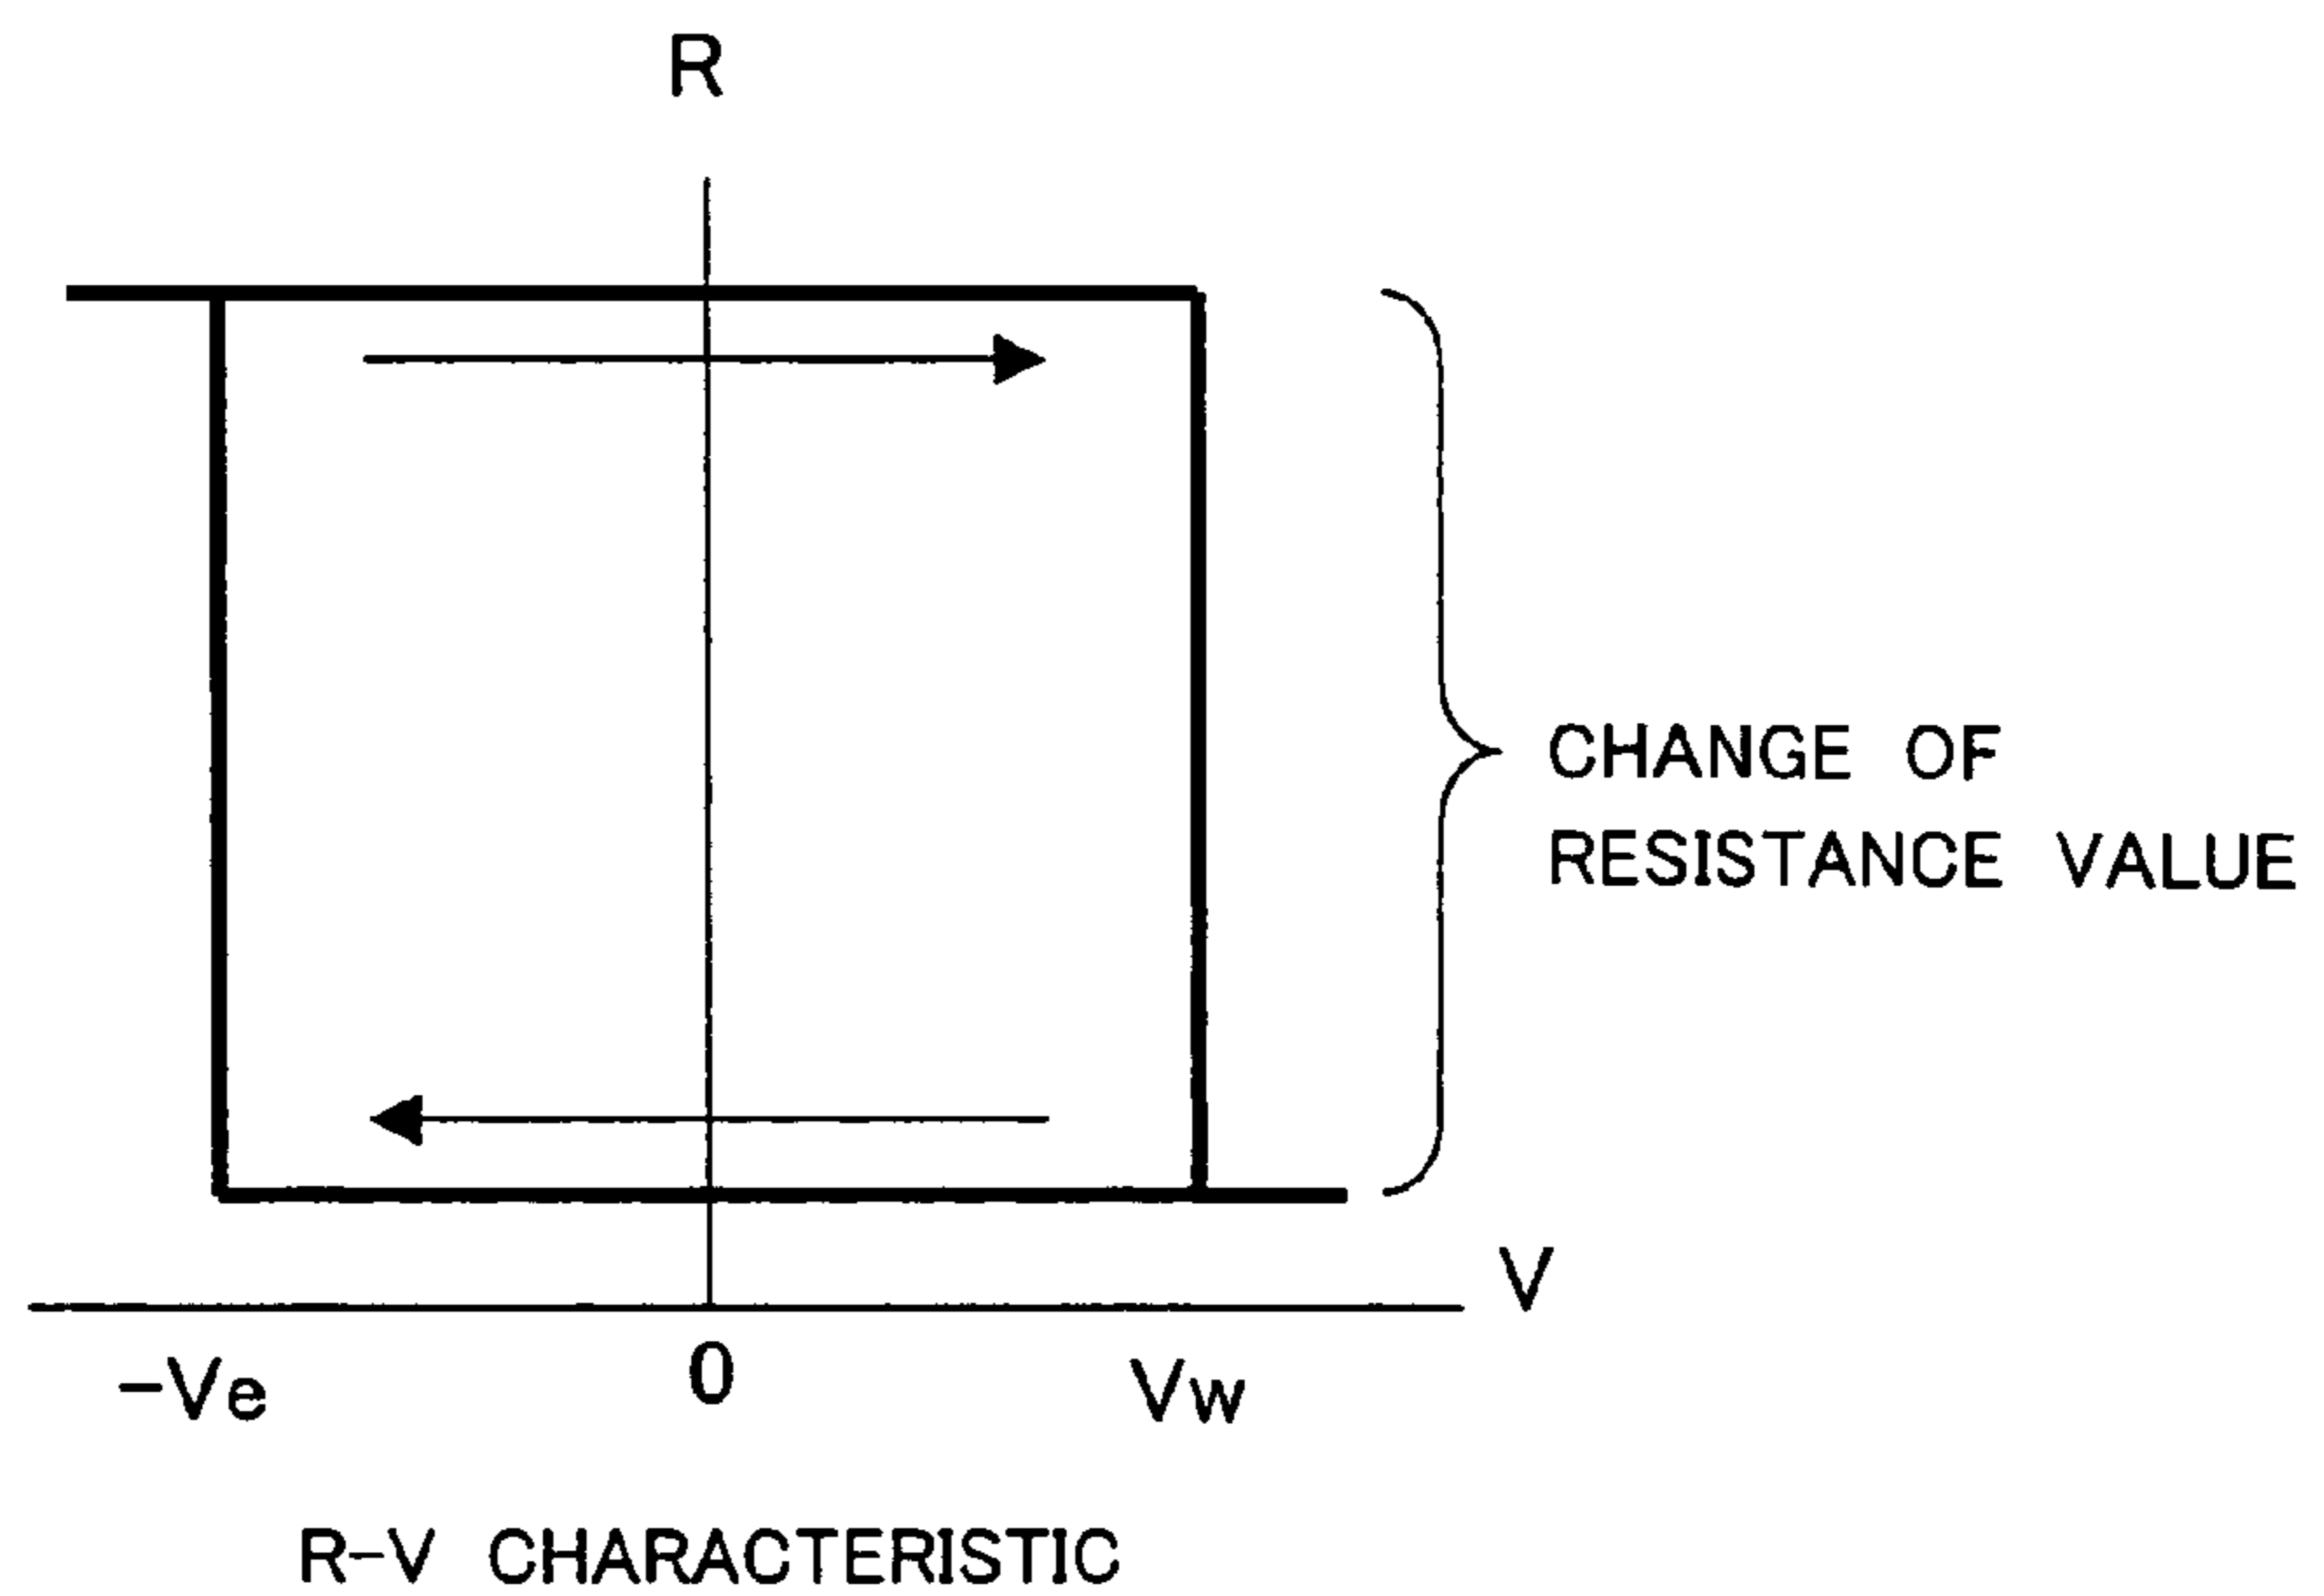 R
CHANGE OF
RESISTANCE VALUE
V
-Ve
0
Vw
R-V CHARACTERISTIC